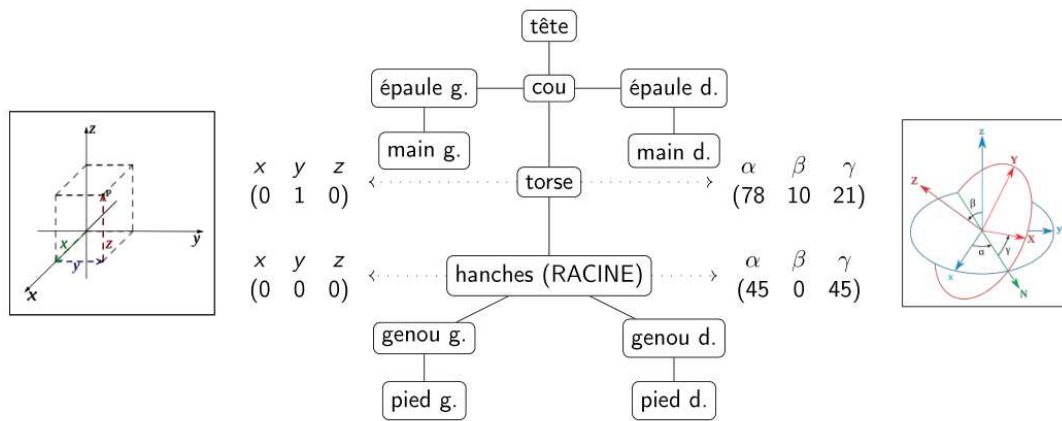 tête
épaule g. cou épaule d.
main g. main d.
x y z
(0 1 0)
torse
α β γ
(78 10 21)
x y z
(0 0 0)
hanches (RACINE)
α β γ
(45 0 45)
genou g. genou d.
pied g. pied d.
z
P
x
z
y
y
x
z
Y
Z
β
X
y
γ
α
x
N